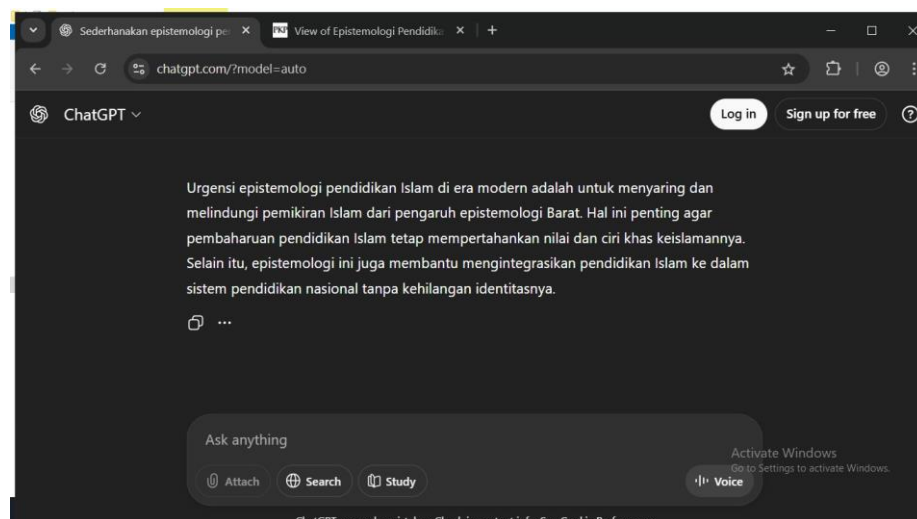 Sederhanakan epistemologi pe
View of Epistemologi Pendidika
chatgpt.com/?model=auto
ChatGPT
Log in
Sign up for free
Urgensi epistemologi pendidikan Islam di era modern adalah untuk menyaring dan
melindungi pemikiran Islam dari pengaruh epistemologi Barat. Hal ini penting agar
pembaharuan pendidikan Islam tetap mempertahankan nilai dan ciri khas keislamannya.
Selain itu, epistemologi ini juga membantu mengintegrasikan pendidikan Islam ke dalam
sistem pendidikan nasional tanpa kehilangan identitasnya.
Ask anything
Attach
Search
Study
Voice
Activate Windows
Go to Settings to activate Windows.